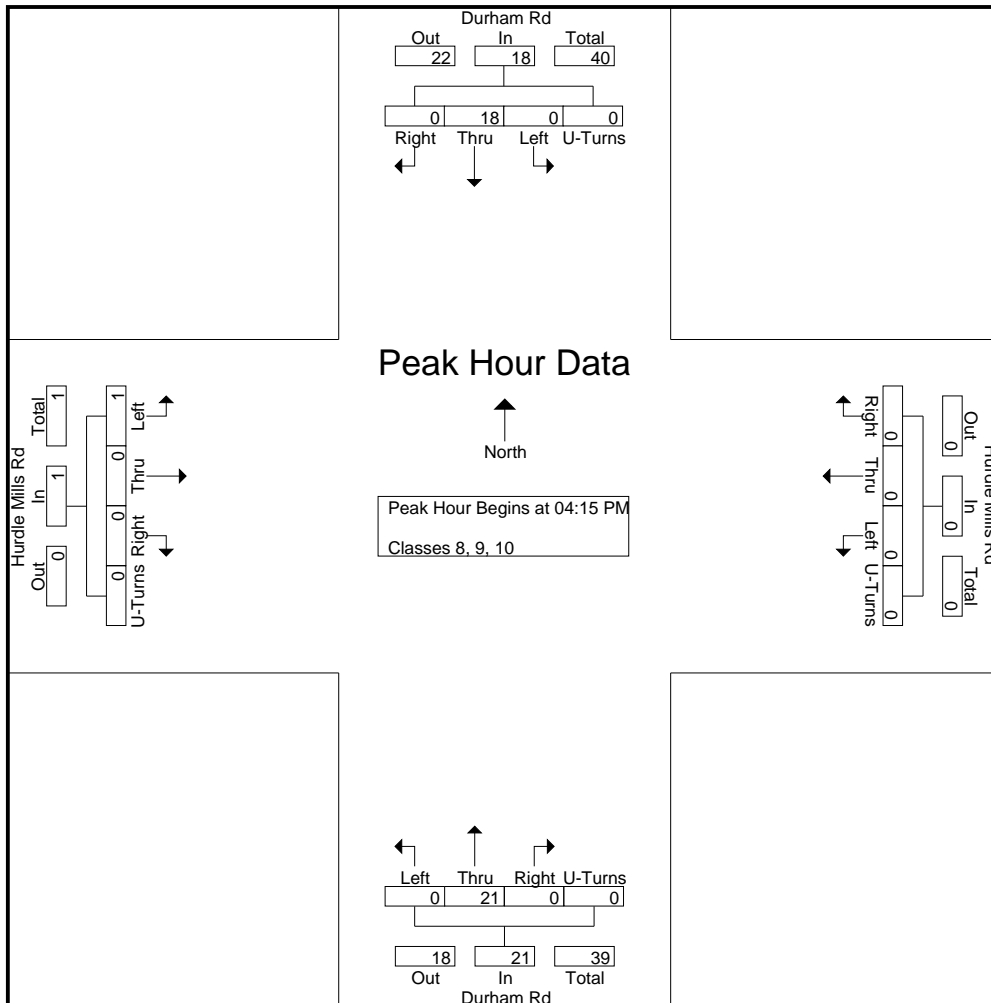 Durham Rd
Out In Total
22 18 40
0 18 0 0
Right Thru Left U-Turns
Peak Hour Data
North
Peak Hour Begins at 04:15 PM
Classes 8, 9, 10
Hurdle Mills Rd
Out In Total
0 1 1
U-Turns Right Thru Left
0 0 0 1
Hurdle Mills Rd
Out In Total
0 0 0
Right Thru Left U-Turns
0 0 0 0
Left Thru Right U-Turns
0 21 0 0
18 21 39
Out In Total
Durham Rd